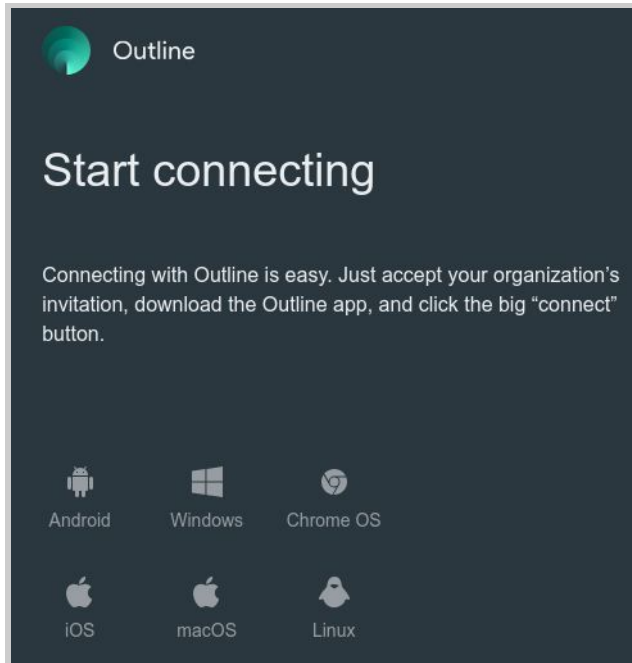 Outline
Start connecting
Connecting with Outline is easy. Just accept your organization’s
invitation, download the Outline app, and click the big “connect”
button.
Android Windows Chrome OS
iOS macOS Linux